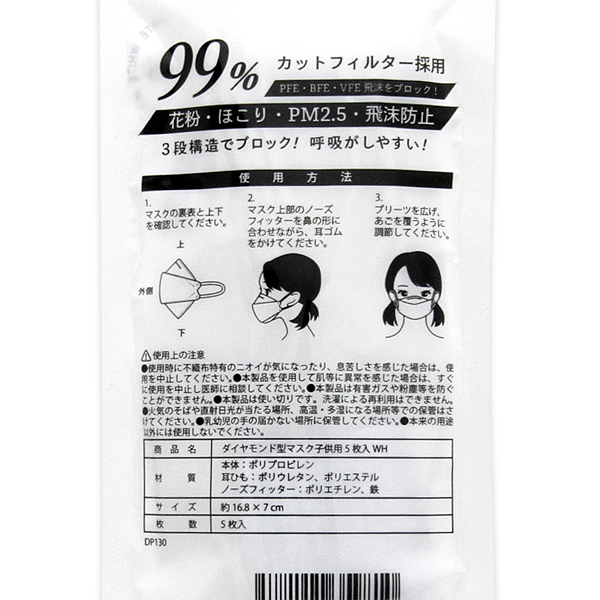 99% カットフィルター採用
PFE・BFE・VFE 飛沫をブロック!
花粉・ほこり・PM2.5・飛沫防止
3段構造でブロック! 呼吸がしやすい!
使用方法
1.
マスクの裏表と上下
を確認してください。
上
外側
下
2.
マスク上部のノーズ
フィッターを鼻の形に
合わせながら、耳ゴム
をかけてください。
3.
プリーツを広げ、
あごを覆うように
調節してください。
⚠使用上の注意
●使用時に不織布特有のニオイが気になったり、息苦しさを感じた場合は、使
用を中止してください。●本製品を使用して肌等に異常を感じた場合は、すぐ
に使用を中止し医師に相談してください。●本製品は有害ガスや粉塵等を防ぐ
ことができません。●本製品は使い切りです。洗濯による再利用はできません。
●火気のそばや直射日光が当たる場所、高温・多湿になる場所等での保管はさ
けてください。●乳幼児の手の届かない場所に保管してください。●本来の用途
以外には使用しないでください。
商品名 ダイヤモンド型マスク子供用5枚入WH
材質 本体:ポリプロピレン
耳ひも:ポリウレタン、ポリエステル
ノーズフィッター:ポリエチレン、鉄
サイズ 約16.8×7cm
枚数 5枚入
DP130